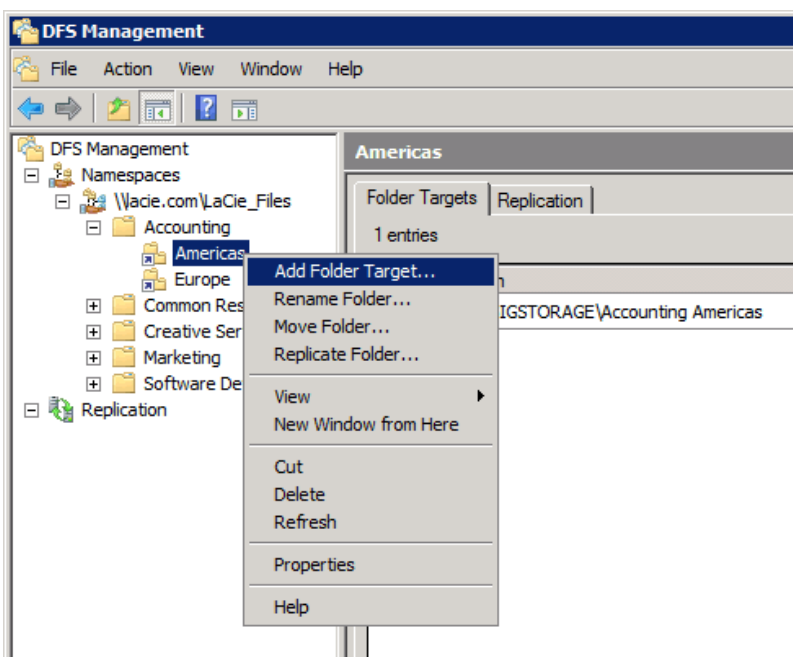 DFS Management
File Action View Window Help
DFS Management
Namespaces
\\lacie.com\LaCie_Files
Accounting
Americas
Europe
Common Res
Creative Ser
Marketing
Software De
Replication
Americas
Folder Targets Replication
1 entries
IGSTORAGE\Accounting Americas
Add Folder Target...
Rename Folder...
Move Folder...
Replicate Folder...
View
New Window from Here
Cut
Delete
Refresh
Properties
Help